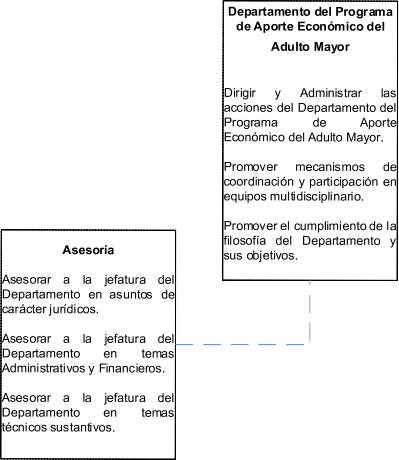 Departamento del Programa
de Aporte Económico del
Adulto Mayor
Dirigir y Administrar las
acciones del Departamento del
Programa de Aporte
Económico del Adulto Mayor.
Promover mecanismos de
coordinación y participación en
equipos multidisciplinario.
Promover el cumplimiento de la
filosofía del Departamento y
sus objetivos.
Asesoría
Asesorar a la jefatura del
Departamento en asuntos de
carácter jurídicos.
Asesorar a la jefatura del
Departamento en temas
Administrativos y Financieros.
Asesorar a la jefatura del
Departamento en temas
técnicos sustantivos.